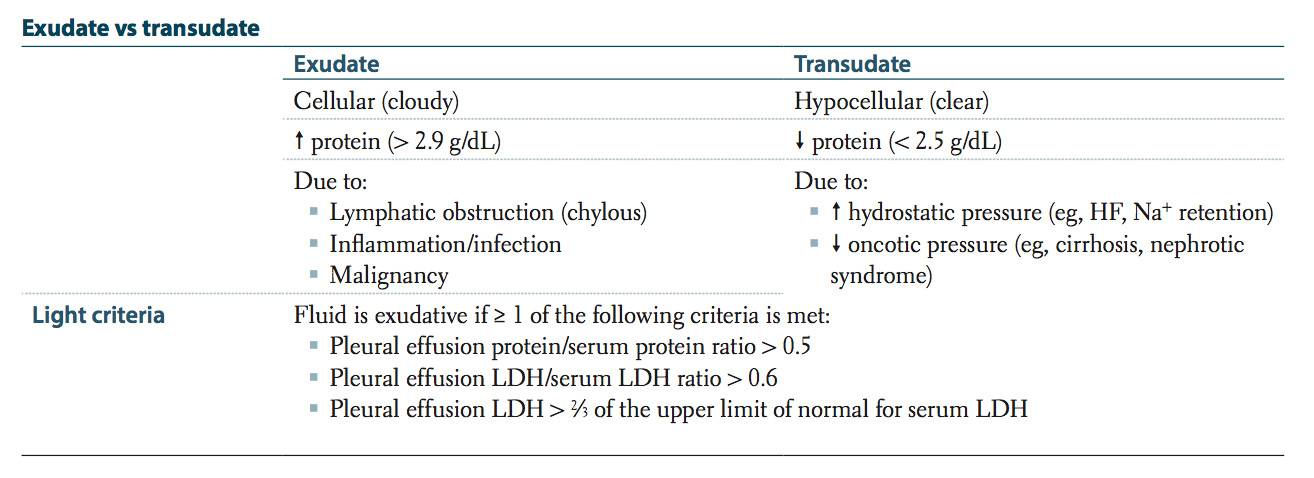 Exudate vs transudate
Exudate Transudate
Cellular (cloudy) Hypocellular (clear)
↑ protein (> 2.9 g/dL) ↓ protein (< 2.5 g/dL)
Due to: Due to:
▪ Lymphatic obstruction (chylous) ▪ ↑ hydrostatic pressure (eg, HF, Na⁺ retention)
▪ Inflammation/infection ▪ ↓ oncotic pressure (eg, cirrhosis, nephrotic
▪ Malignancy syndrome)
Light criteria Fluid is exudative if ≥ 1 of the following criteria is met:
▪ Pleural effusion protein/serum protein ratio > 0.5
▪ Pleural effusion LDH/serum LDH ratio > 0.6
▪ Pleural effusion LDH > ⅔ of the upper limit of normal for serum LDH